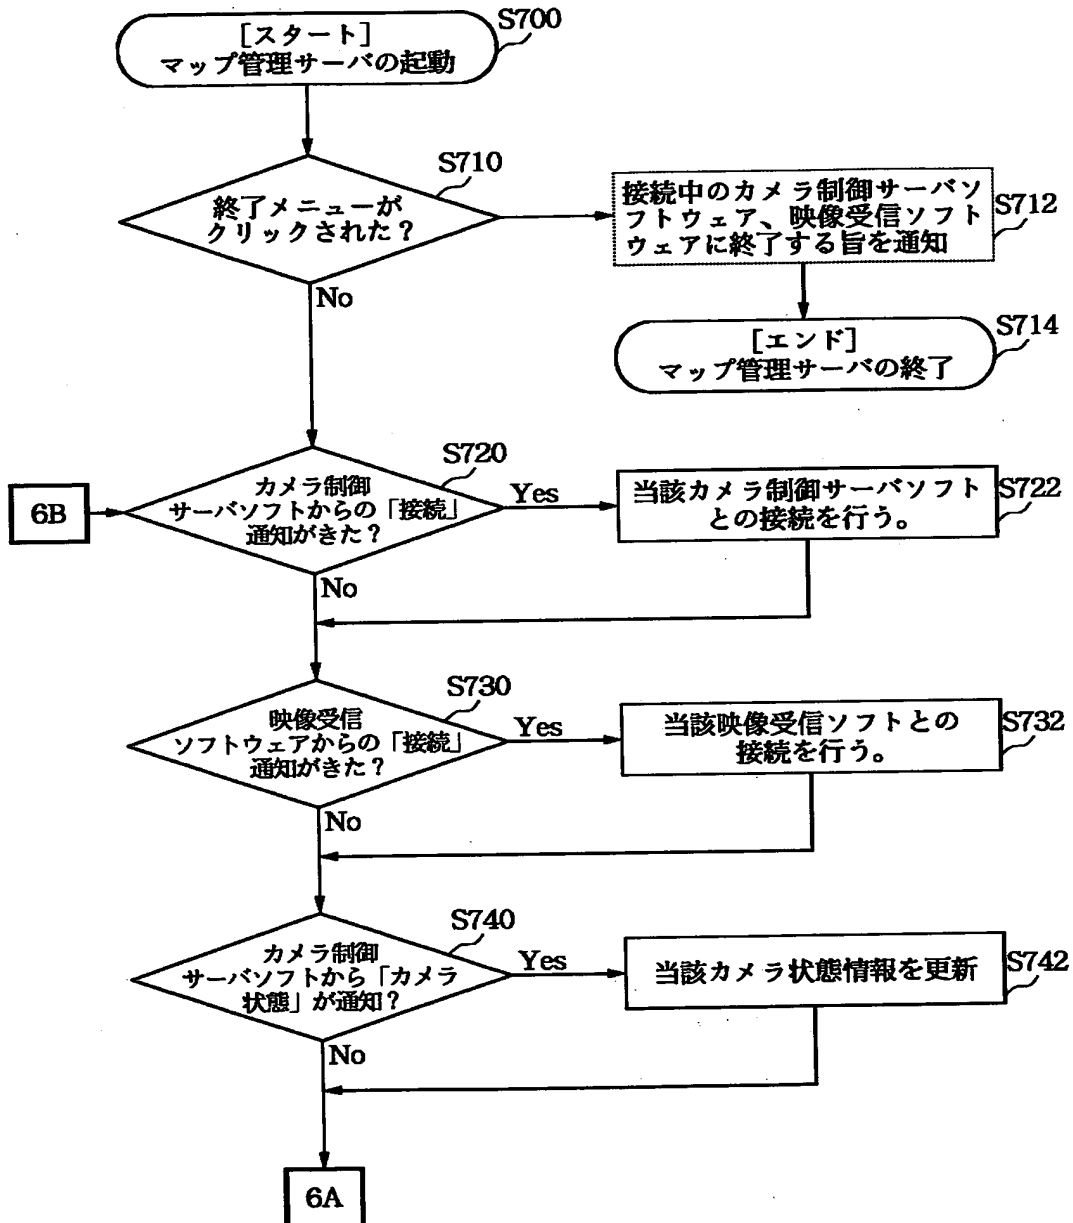 [スタート]
マップ管理サーバの起動
S700
終了メニューが
クリックされた？
S710
接続中のカメラ制御サーバソ
フトウェア、映像受信ソフト
ウェアに終了する旨を通知
S712
No
[エンド]
マップ管理サーバの終了
S714
6B
カメラ制御
サーバソフトからの「接続」
通知がきた？
S720
Yes
当該カメラ制御サーバソフト
との接続を行う。
S722
No
映像受信
ソフトウェアからの「接続」
通知がきた？
S730
Yes
当該映像受信ソフトとの
接続を行う。
S732
No
カメラ制御
サーバソフトから「カメラ
状態」が通知？
S740
Yes
当該カメラ状態情報を更新
S742
No
6A